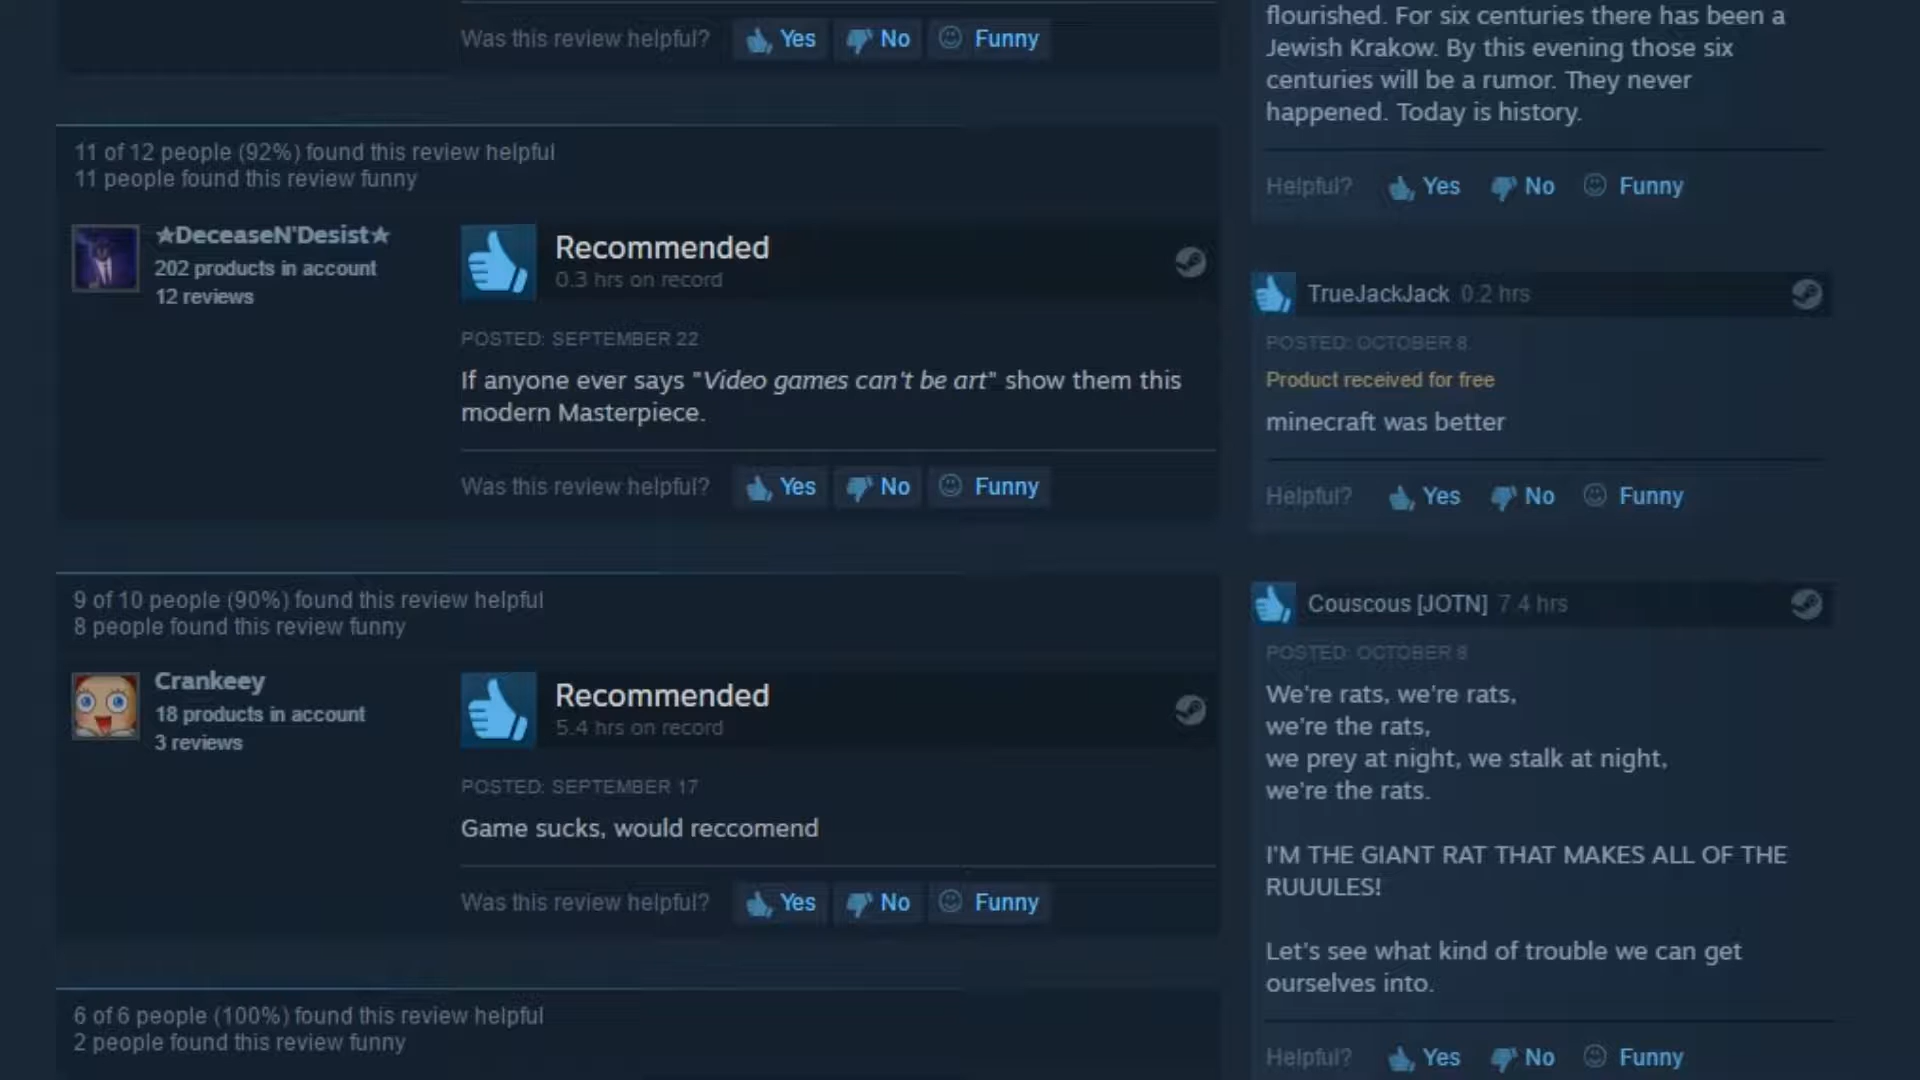 Was this review helpful? Yes No Funny
11 of 12 people (92%) found this review helpful
11 people found this review funny
★DeceaseN'Desist★
202 products in account
12 reviews
Recommended
0.3 hrs on record
POSTED: SEPTEMBER 22
If anyone ever says "Video games can't be art" show them this
modern Masterpiece.
Was this review helpful? Yes No Funny
9 of 10 people (90%) found this review helpful
8 people found this review funny
Crankeey
18 products in account
3 reviews
Recommended
5.4 hrs on record
POSTED: SEPTEMBER 17
Game sucks, would reccomend
Was this review helpful? Yes No Funny
6 of 6 people (100%) found this review helpful
2 people found this review funny
flourished. For six centuries there has been a
Jewish Krakow. By this evening those six
centuries will be a rumor. They never
happened. Today is history.
Helpful? Yes No Funny
TrueJackJack 0.2 hrs
POSTED: OCTOBER 8
Product received for free
minecraft was better
Helpful? Yes No Funny
Couscous [JOTN] 7.4 hrs
POSTED: OCTOBER 8
We're rats, we're rats,
we're the rats,
we prey at night, we stalk at night,
we're the rats.
I'M THE GIANT RAT THAT MAKES ALL OF THE
RUUULES!
Let's see what kind of trouble we can get
ourselves into.
Helpful? Yes No Funny